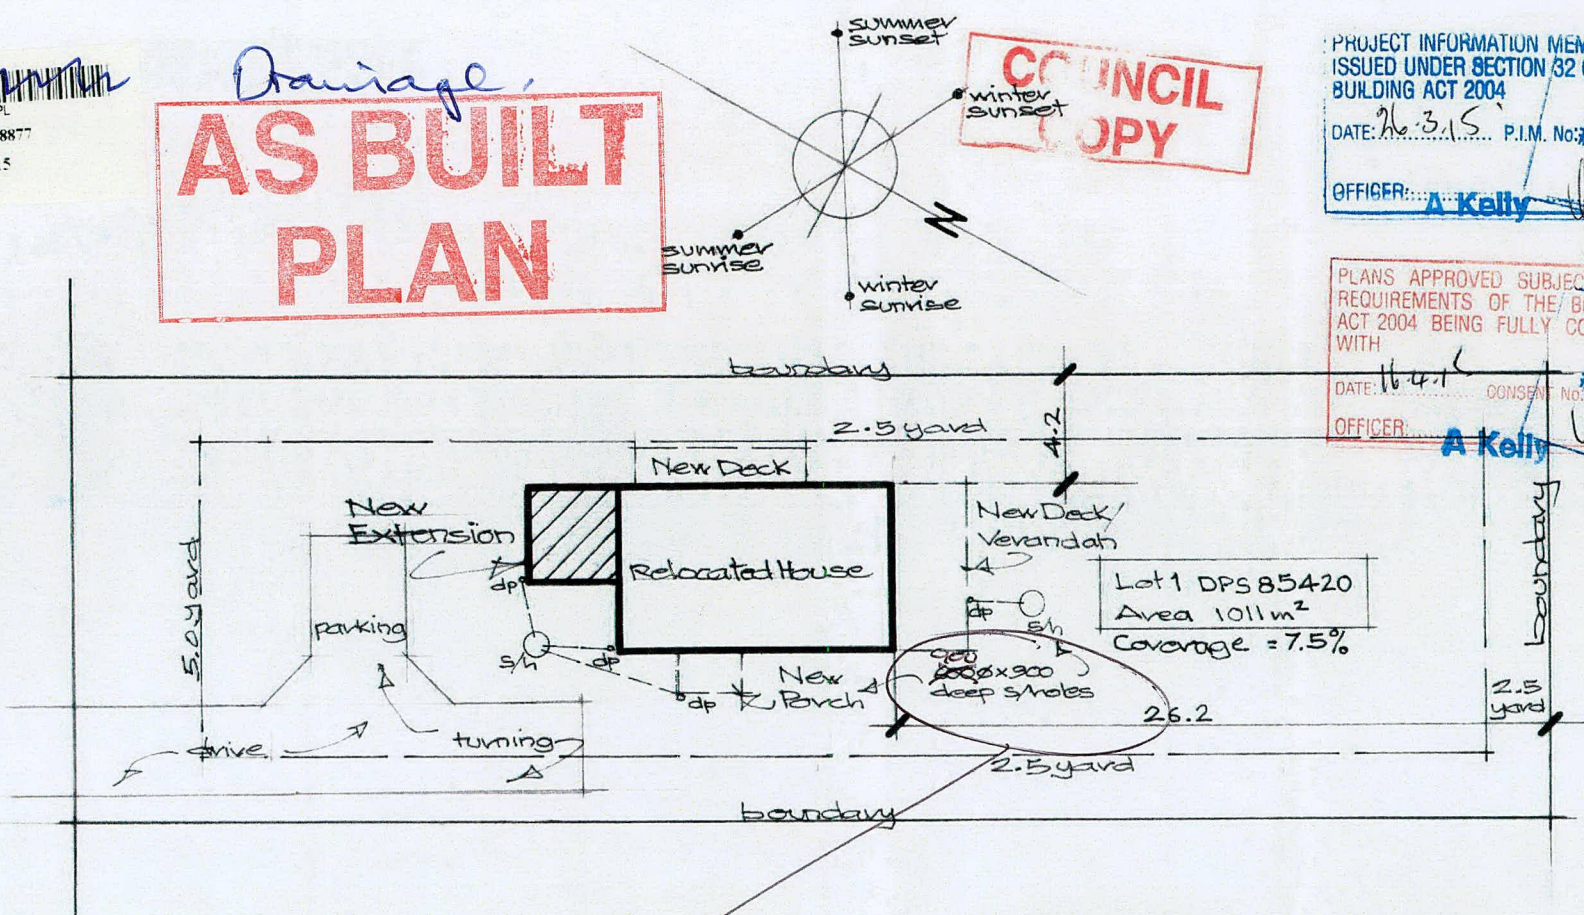 Drainage.
AS BUILT
PLAN
8877
summer
sunset
winter
sunset
COUNCIL
COPY
N
summer
sunrise
winter
sunrise
PROJECT INFORMATION MEM
ISSUED UNDER SECTION 32
BUILDING ACT 2004
DATE: 26.3.15 P.I.M. No:
OFFICER:
A Kelly
PLANS APPROVED SUBJEC
REQUIREMENTS OF THE B
ACT 2004 BEING FULLY CO
WITH
DATE: CONSENT No:
OFFICER:
A Kelly
boundary
2.5 yard
4.2
New Deck
New
Extension
New Deck/
Verandah
Relocated House
dp
5.0 yard
parking
Lot 1 DPS 85420
Area 1011 m²
Coverage = 7.5%
boundary
dp
s/h
s/h
dp
900
Ø x 900
deep s/holes
New
Porch
dp
26.2
2.5
yard
drive
turning
2.5 yard
boundary